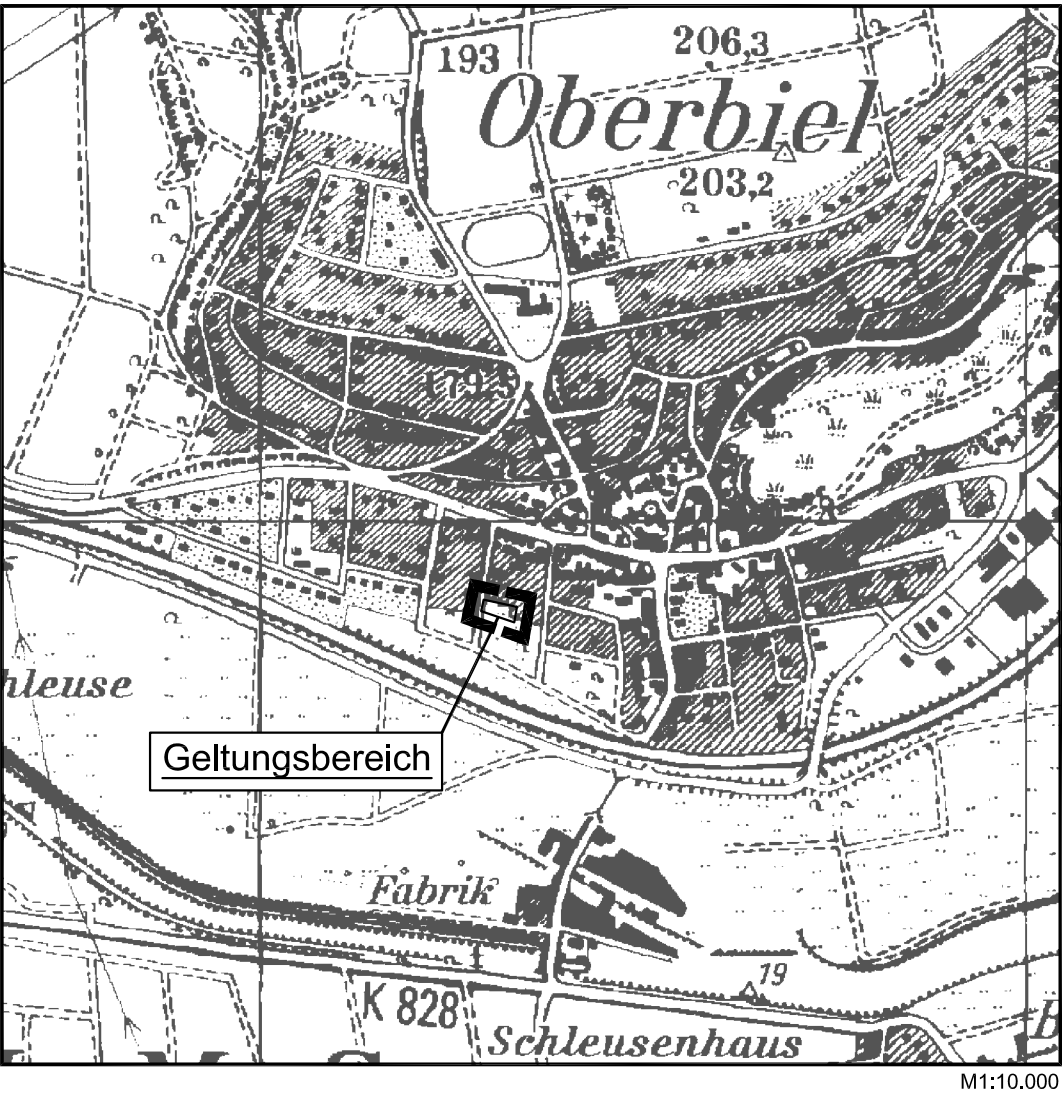 193
206,3
Oberbiel
203,2
179,5
hleuse
Geltungsbereich
Fabrik
19
K 828
Schleusenhaus
M1:10.000